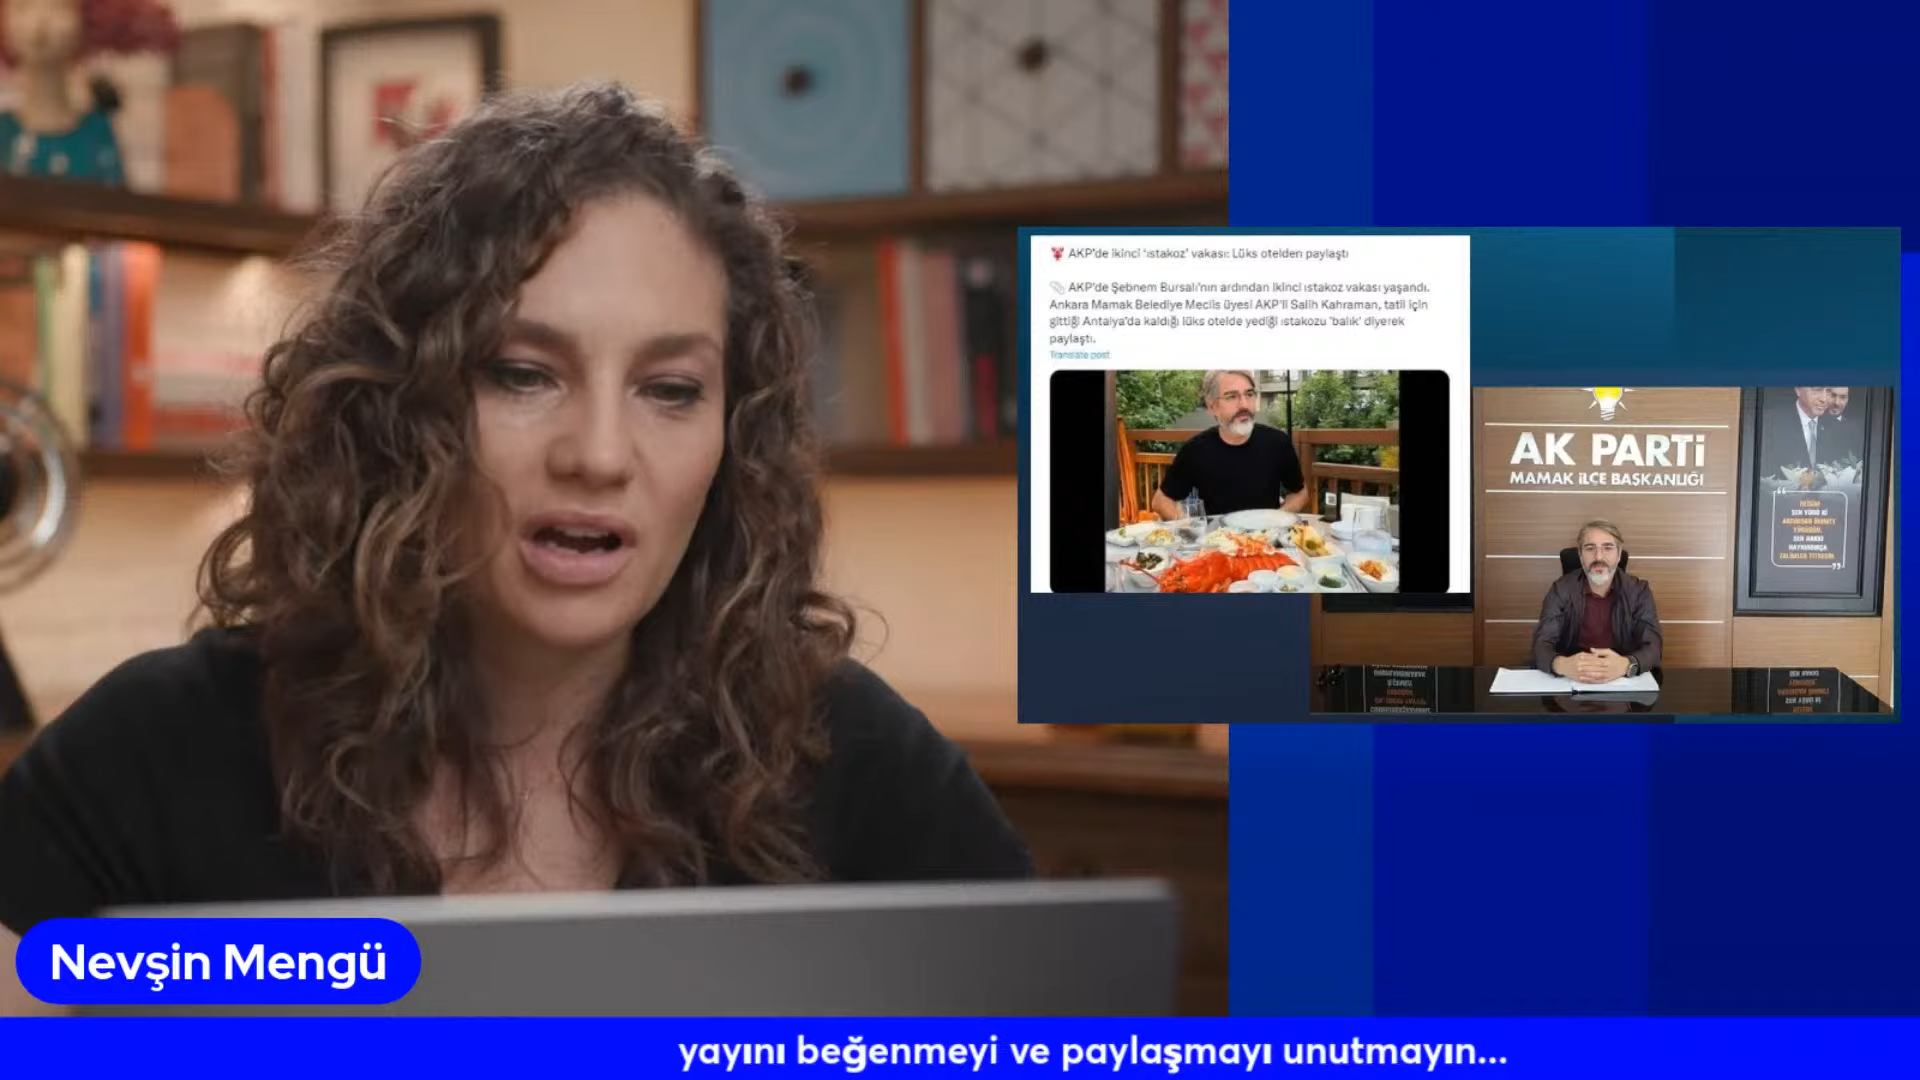 AKP'de ikinci 'ıstakoz' vakası: Lüks otelden paylaştı
AKP'de Şebnem Bursalı'nın ardından ikinci ıstakoz vakası yaşandı.
Ankara Mamak Belediye Meclis üyesi AKP'li Salih Kahraman, tatil için
gittiği Antalya'da kaldığı lüks otelde yediği ıstakozu 'balık' diyerek
paylaştı.
Translate post
AK PARTi
MAMAK iLÇE BAŞKANLIĞI
Nevşin Mengü
yayını beğenmeyi ve paylaşmayı unutmayın...